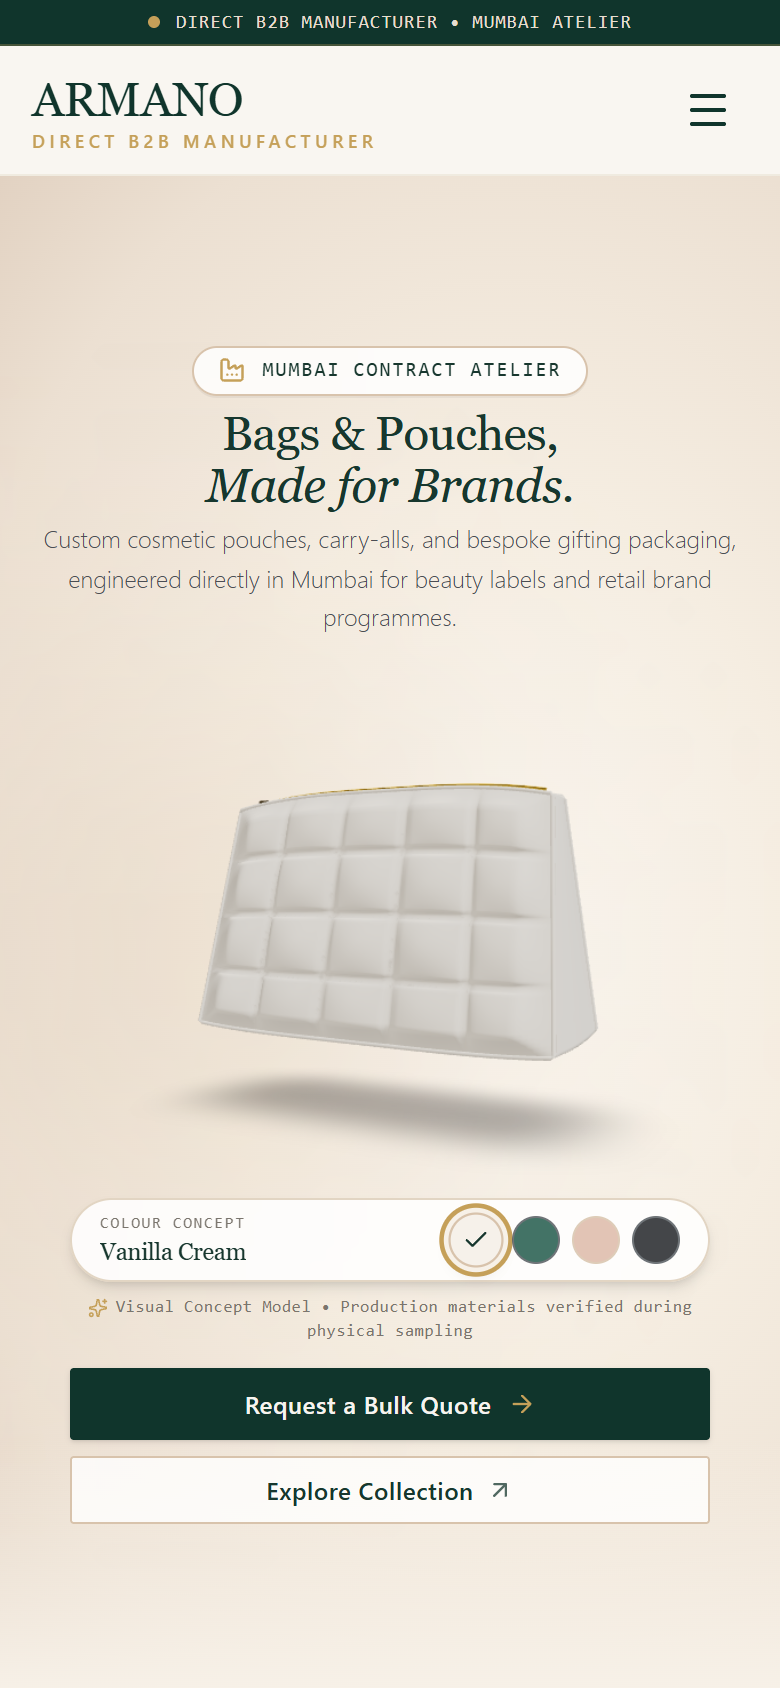 DIRECT B2B MANUFACTURER • MUMBAI ATELIER
ARMANO
DIRECT B2B MANUFACTURER
MUMBAI CONTRACT ATELIER
Bags & Pouches,
Made for Brands.
Custom cosmetic pouches, carry-alls, and bespoke gifting packaging,
engineered directly in Mumbai for beauty labels and retail brand
programmes.
COLOUR CONCEPT
Vanilla Cream
Visual Concept Model • Production materials verified during
physical sampling
Request a Bulk Quote →
Explore Collection ↗